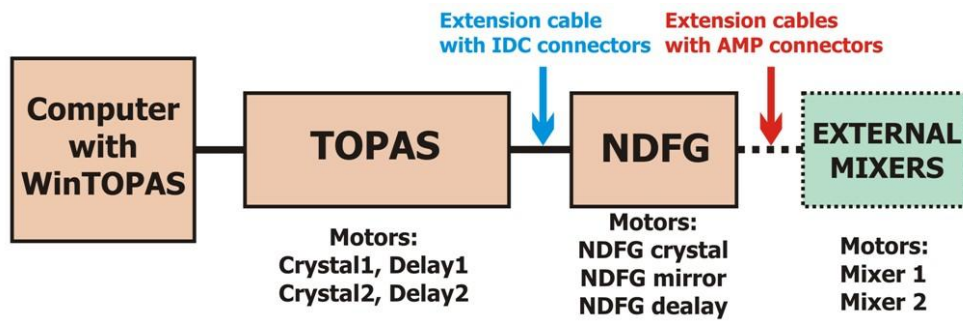 Extension cable
with IDC connectors
Extension cables
with AMP connectors
Computer
with
WinTOPAS
TOPAS
NDFG
EXTERNAL
MIXERS
Motors:
Crystal1, Delay1
Crystal2, Delay2
Motors:
NDFG crystal
NDFG mirror
NDFG dealay
Motors:
Mixer 1
Mixer 2